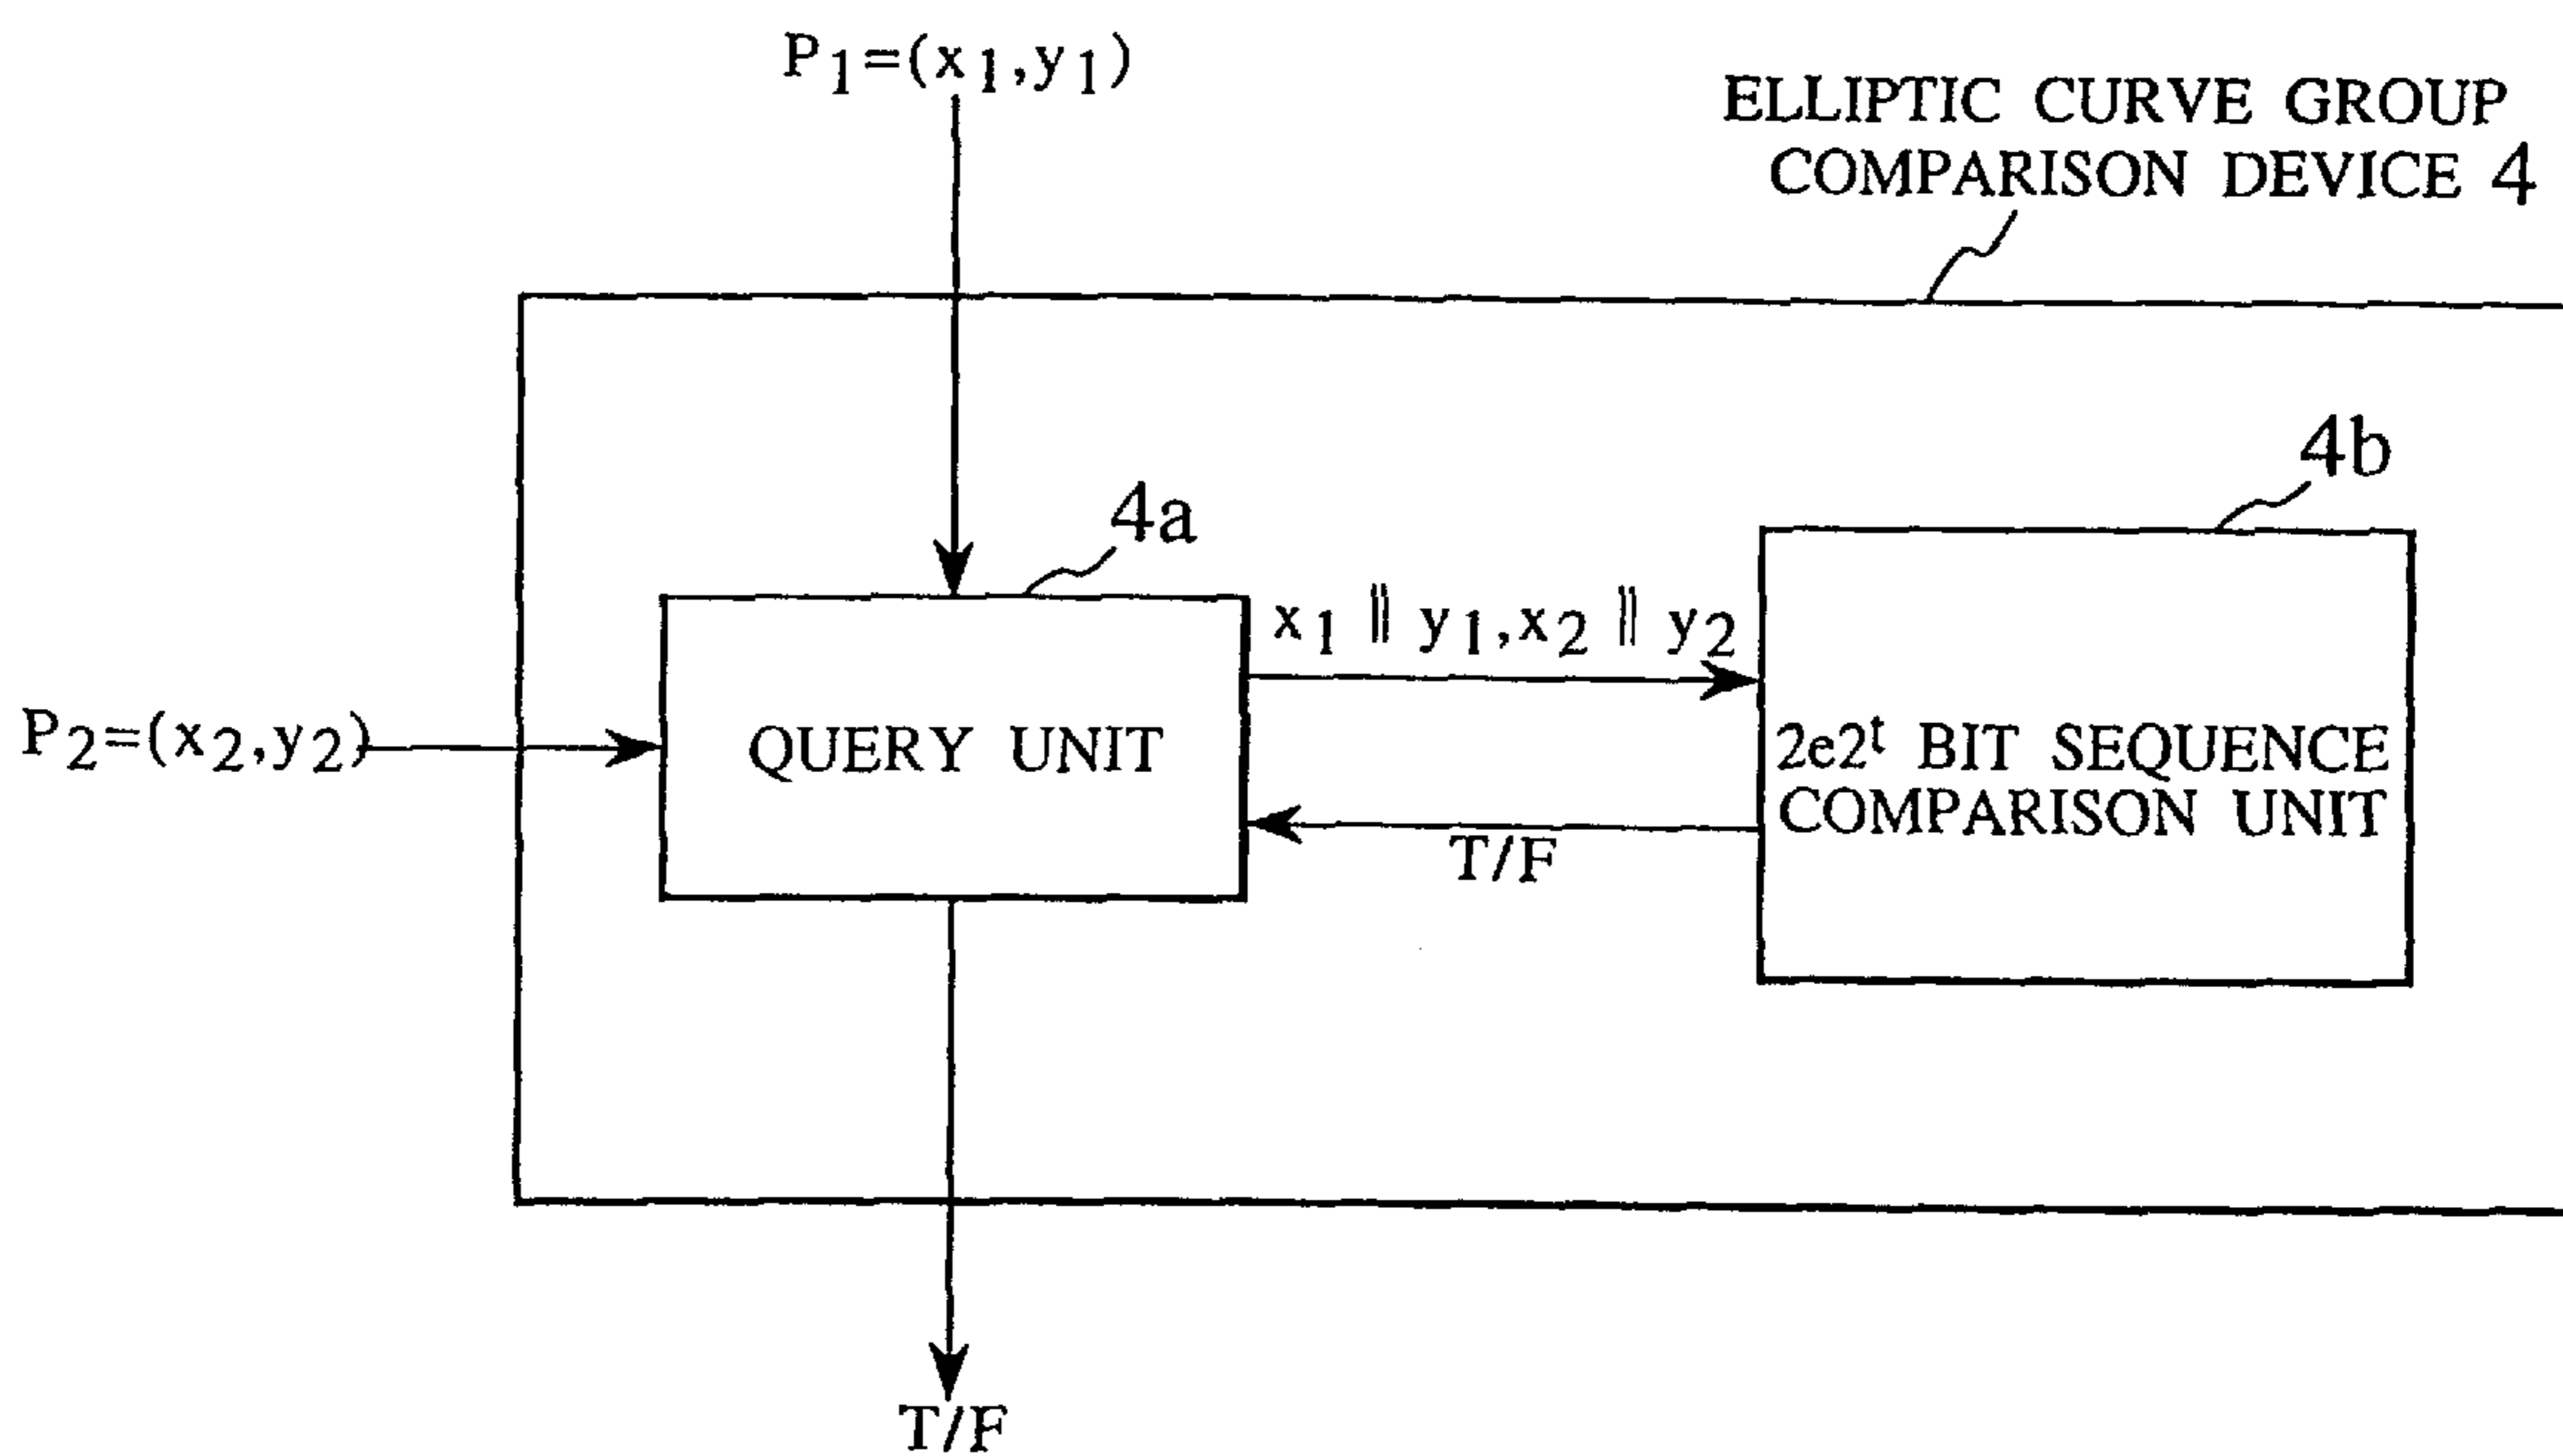 P₁=(x₁,y₁)
ELLIPTIC CURVE GROUP
COMPARISON DEVICE 4
4b
4a
x₁ ‖ y₁,x₂ ‖ y₂
P₂=(x₂,y₂)
QUERY UNIT
2e2ᵗ BIT SEQUENCE
COMPARISON UNIT
T/F
T/F